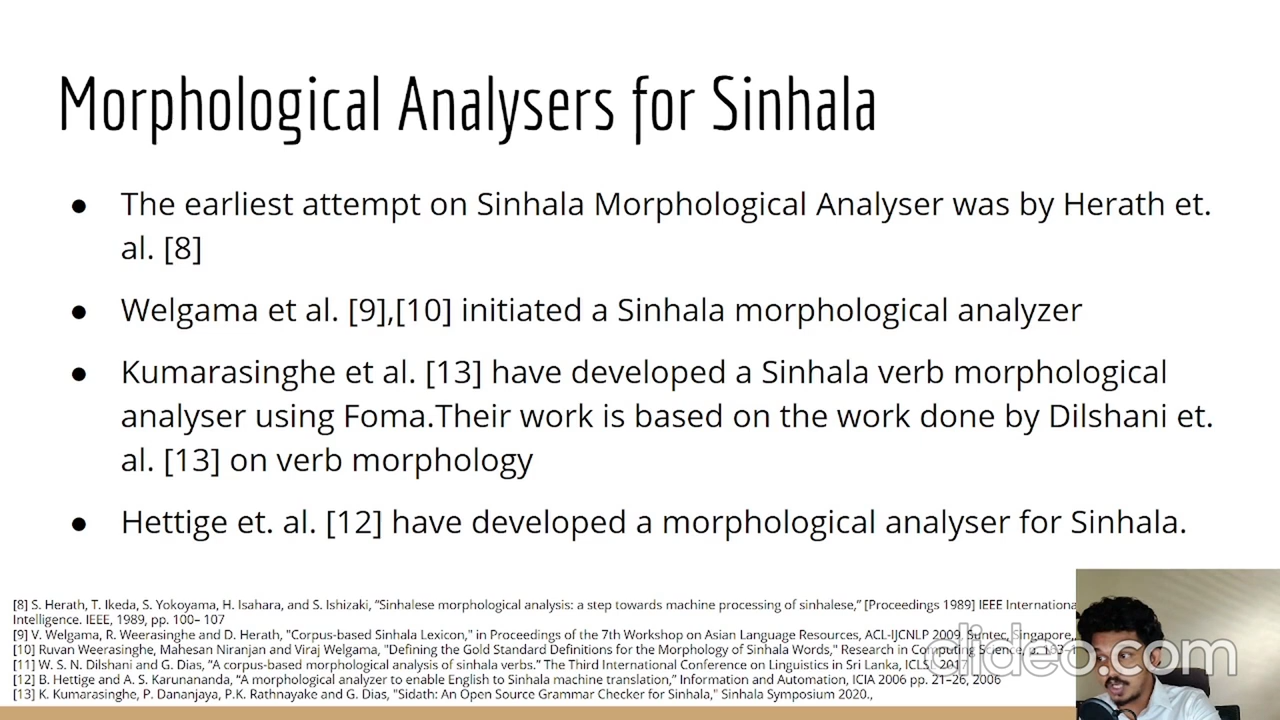 Morphological Analysers for Sinhala
● The earliest attempt on Sinhala Morphological Analyser was by Herath et.
al. [8]
● Welgama et al. [9],[10] initiated a Sinhala morphological analyzer
● Kumarasinghe et al. [13] have developed a Sinhala verb morphological
analyser using Foma.Their work is based on the work done by Dilshani et.
al. [13] on verb morphology
● Hettige et. al. [12] have developed a morphological analyser for Sinhala.
[8] S. Herath, T. Ikeda, S. Yokoyama, H. Isahara, and S. Ishizaki, “Sinhalese morphological analysis: a step towards machine processing of sinhalese,” [Proceedings 1989] IEEE Internationa
Intelligence. IEEE, 1989, pp. 100– 107
[9] V. Welgama, R. Weerasinghe and D. Herath, "Corpus-based Sinhala Lexicon," in Proceedings of the 7th Workshop on Asian Language Resources, ACL-IJCNLP 2009. Suntec, Singapore,
[10] Ruvan Weerasinghe, Mahesan Niranjan and Viraj Welgama, "Defining the Gold Standard Definitions for the Morphology of Sinhala Words," Research in Computing Science, p.
[11] W. S. N. Dilshani and G. Dias, “A corpus-based morphological analysis of sinhala verbs.” The Third International Conference on Linguistics in Sri Lanka, ICLSL
[12] B. Hettige and A. S. Karunananda, “A morphological analyzer to enable English to Sinhala machine translation,” Information and Automation, ICIA 2006 pp. 21–26, 2006
[13] K. Kumarasinghe, P. Dananjaya, P.K. Rathnayake and G. Dias, "Sidath: An Open Source Grammar Checker for Sinhala," Sinhala Symposium 2020.,
clideo.com